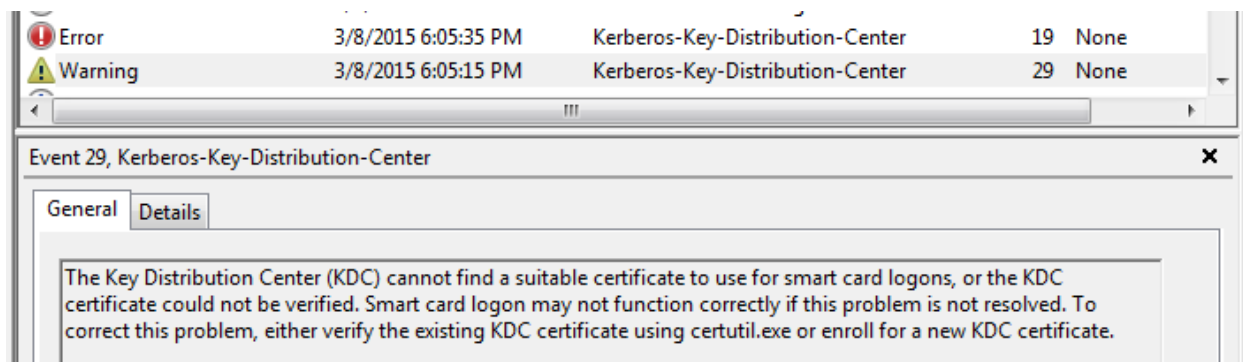 Error 3/8/2015 6:05:35 PM Kerberos-Key-Distribution-Center 19 None
Warning 3/8/2015 6:05:15 PM Kerberos-Key-Distribution-Center 29 None
Event 29, Kerberos-Key-Distribution-Center
General Details
The Key Distribution Center (KDC) cannot find a suitable certificate to use for smart card logons, or the KDC
certificate could not be verified. Smart card logon may not function correctly if this problem is not resolved. To
correct this problem, either verify the existing KDC certificate using certutil.exe or enroll for a new KDC certificate.